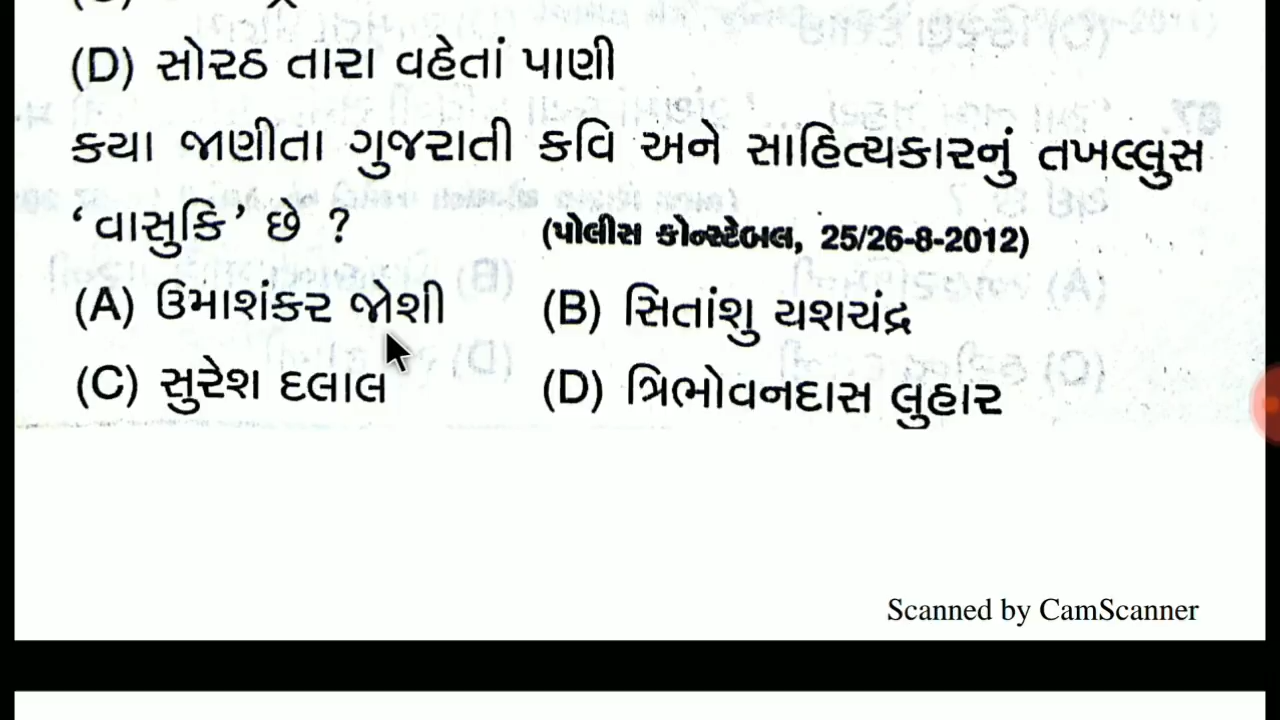 (D) સોરઠ તારા વહેતાં પાણી
કયા જાણીતા ગુજરાતી કવિ અને સાહિત્યકારનું તખલ્લુસ
‘વાસુકિ’ છે ? (પોલીસ કોન્સ્ટેબલ, 25/26-8-2012)
(A) ઉમાશંકર જોશી (B) સિતાંશુ યશચંદ્ર
(C) સુરેશ દલાલ (D) ત્રિભોવનદાસ લુહાર
Scanned by CamScanner